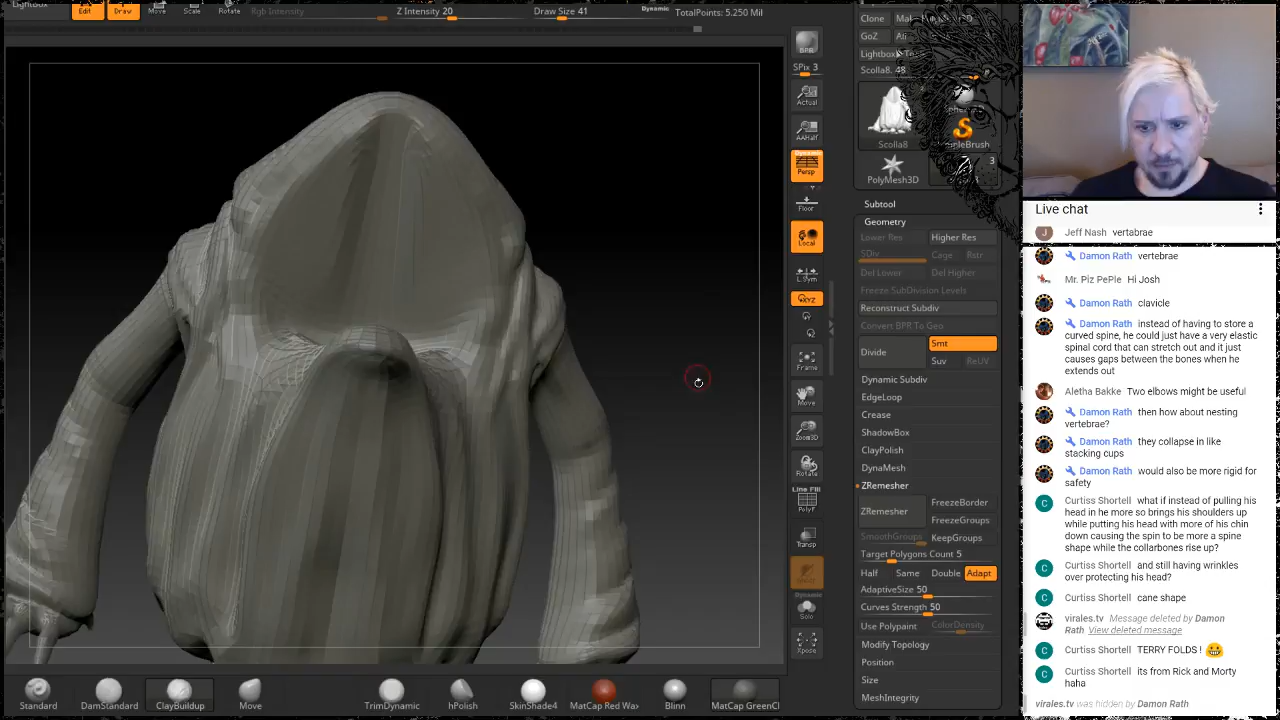 Lightbox
Edit
Draw
Move
Scale
Rotate
Rgb Intensity
Z Intensity 20
Draw Size 41
Dynamic
TotalPoints: 5.250 Mil
BPR
SPix 3
Actual
AAHalf
Dynamic
Persp
Floor
Local
L.Sym
XYZ
Frame
Move
Zoom3D
Rotate
Line Fill
PolyF
Transp
Dynamic
Solo
Xpose
Clone
GoZ
Lightbox
Scolla8. 48
Scolla8
PolyMesh3D
3
Subtool
Geometry
Lower Res
Higher Res
SDiv
Cage
Rstr
Del Lower
Del Higher
Freeze SubDivision Levels
Reconstruct Subdiv
Convert BPR To Geo
Divide
Smt
Suv
ReUV
Dynamic Subdiv
EdgeLoop
Crease
ShadowBox
ClayPolish
DynaMesh
ZRemesher
ZRemesher
FreezeBorder
FreezeGroups
SmoothGroups
KeepGroups
Target Polygons Count 5
Half
Same
Double
Adapt
AdaptiveSize 50
Curves Strength 50
Use Polypaint
ColorDensity
Modify Topology
Position
Size
MeshIntegrity
Standard
DamStandard
ClayBuildup
Move
TrimDynamic
hPolish
SkinShade4
MatCap Red Wax
Blinn
MatCap GreenCl
Live chat
J
Jeff Nash vertabrae
Damon Rath vertebrae
Mr. Piz PePle Hi Josh
Damon Rath clavicle
Damon Rath instead of having to store a
curved spine, he could just have a very elastic
spinal cord that can stretch out and it just
causes gaps between the bones when he
extends out
Aletha Bakke Two elbows might be useful
Damon Rath then how about nesting
vertebrae?
Damon Rath they collapse in like
stacking cups
Damon Rath would also be more rigid for
safety
C
Curtiss Shortell what if instead of pulling his
head in he more so brings his shoulders up
while putting his head with more of his chin
down causing the spin to be more a spine
shape while the collarbones rise up?
C
Curtiss Shortell and still having wrinkles
over protecting his head?
C
Curtiss Shortell cane shape
virales.tv Message deleted by Damon
Rath View deleted message
C
Curtiss Shortell TERRY FOLDS !
C
Curtiss Shortell its from Rick and Morty
haha
virales.tv was hidden by Damon Rath